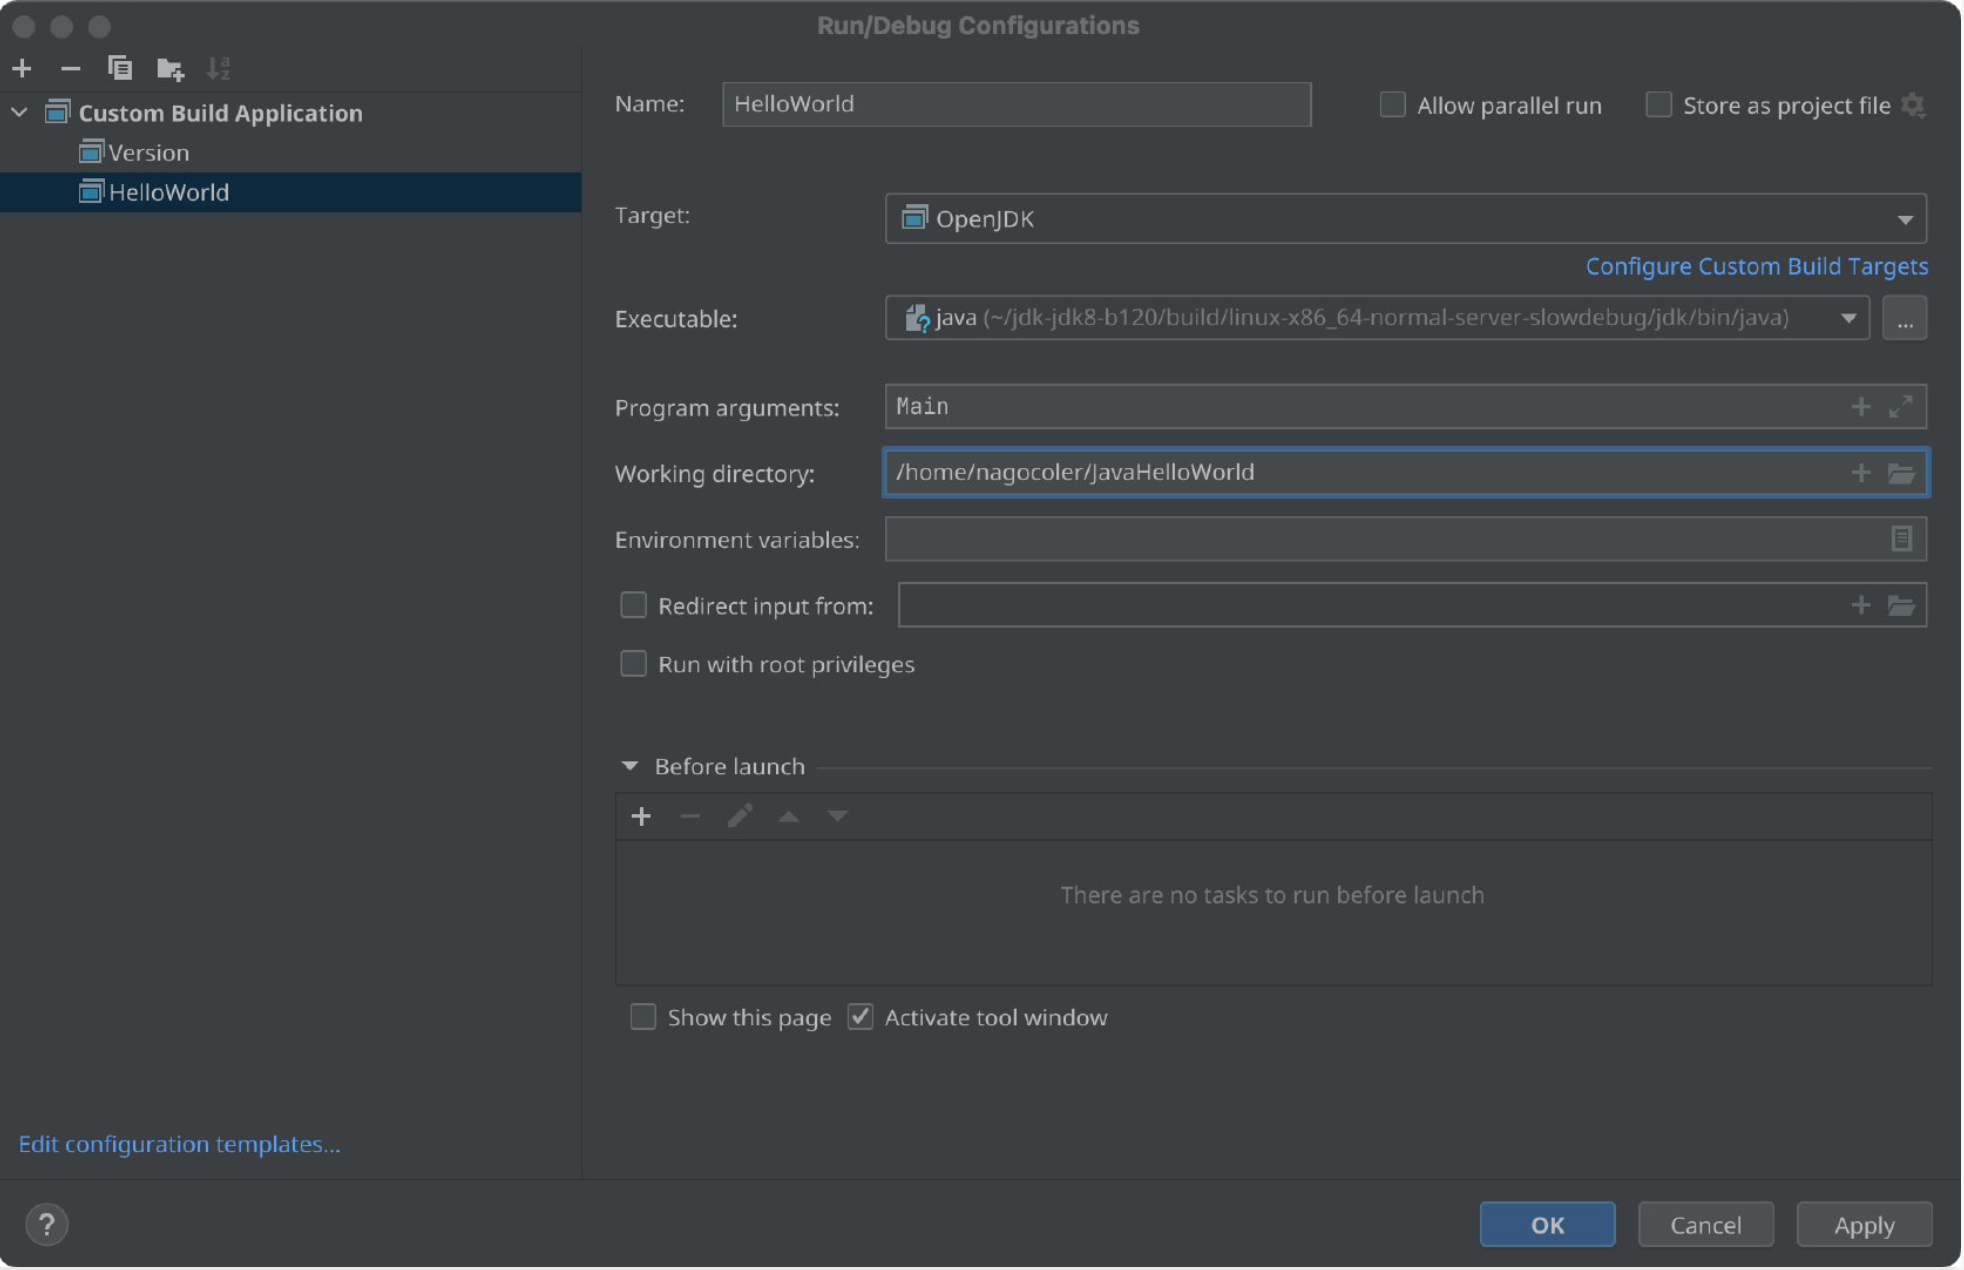 Run/Debug Configurations
Custom Build Application
Version
HelloWorld
Edit configuration templates...
Name: HelloWorld Allow parallel run Store as project file
Target: OpenJDK
Configure Custom Build Targets
Executable: java (~/jdk-jdk8-b120/build/linux-x86_64-normal-server-slowdebug/jdk/bin/java) ...
Program arguments: Main
Working directory: /home/nagocoler/JavaHelloWorld
Environment variables:
Redirect input from:
Run with root privileges
Before launch
There are no tasks to run before launch
Show this page Activate tool window
? OK Cancel Apply